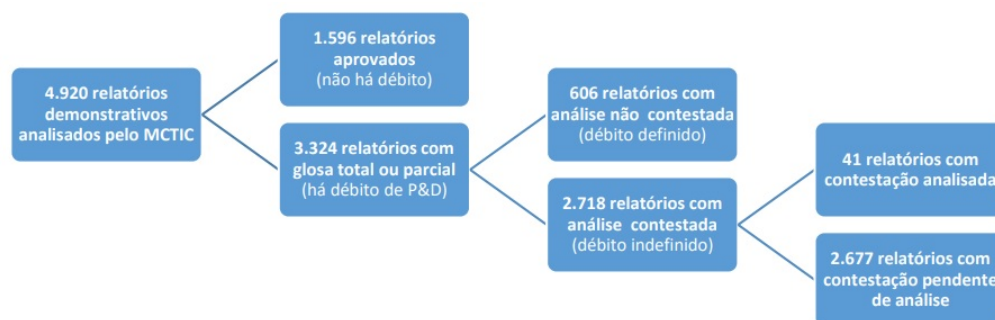 4.920 relatórios
demonstrativos
analisados pelo MCTIC
1.596 relatórios
aprovados
(não há débito)
3.324 relatórios com
glosa total ou parcial
(há débito de P&D)
606 relatórios com
análise não contestada
(débito definido)
2.718 relatórios com
análise contestada
(débito indefinido)
41 relatórios com
contestação analisada
2.677 relatórios com
contestação pendente
de análise